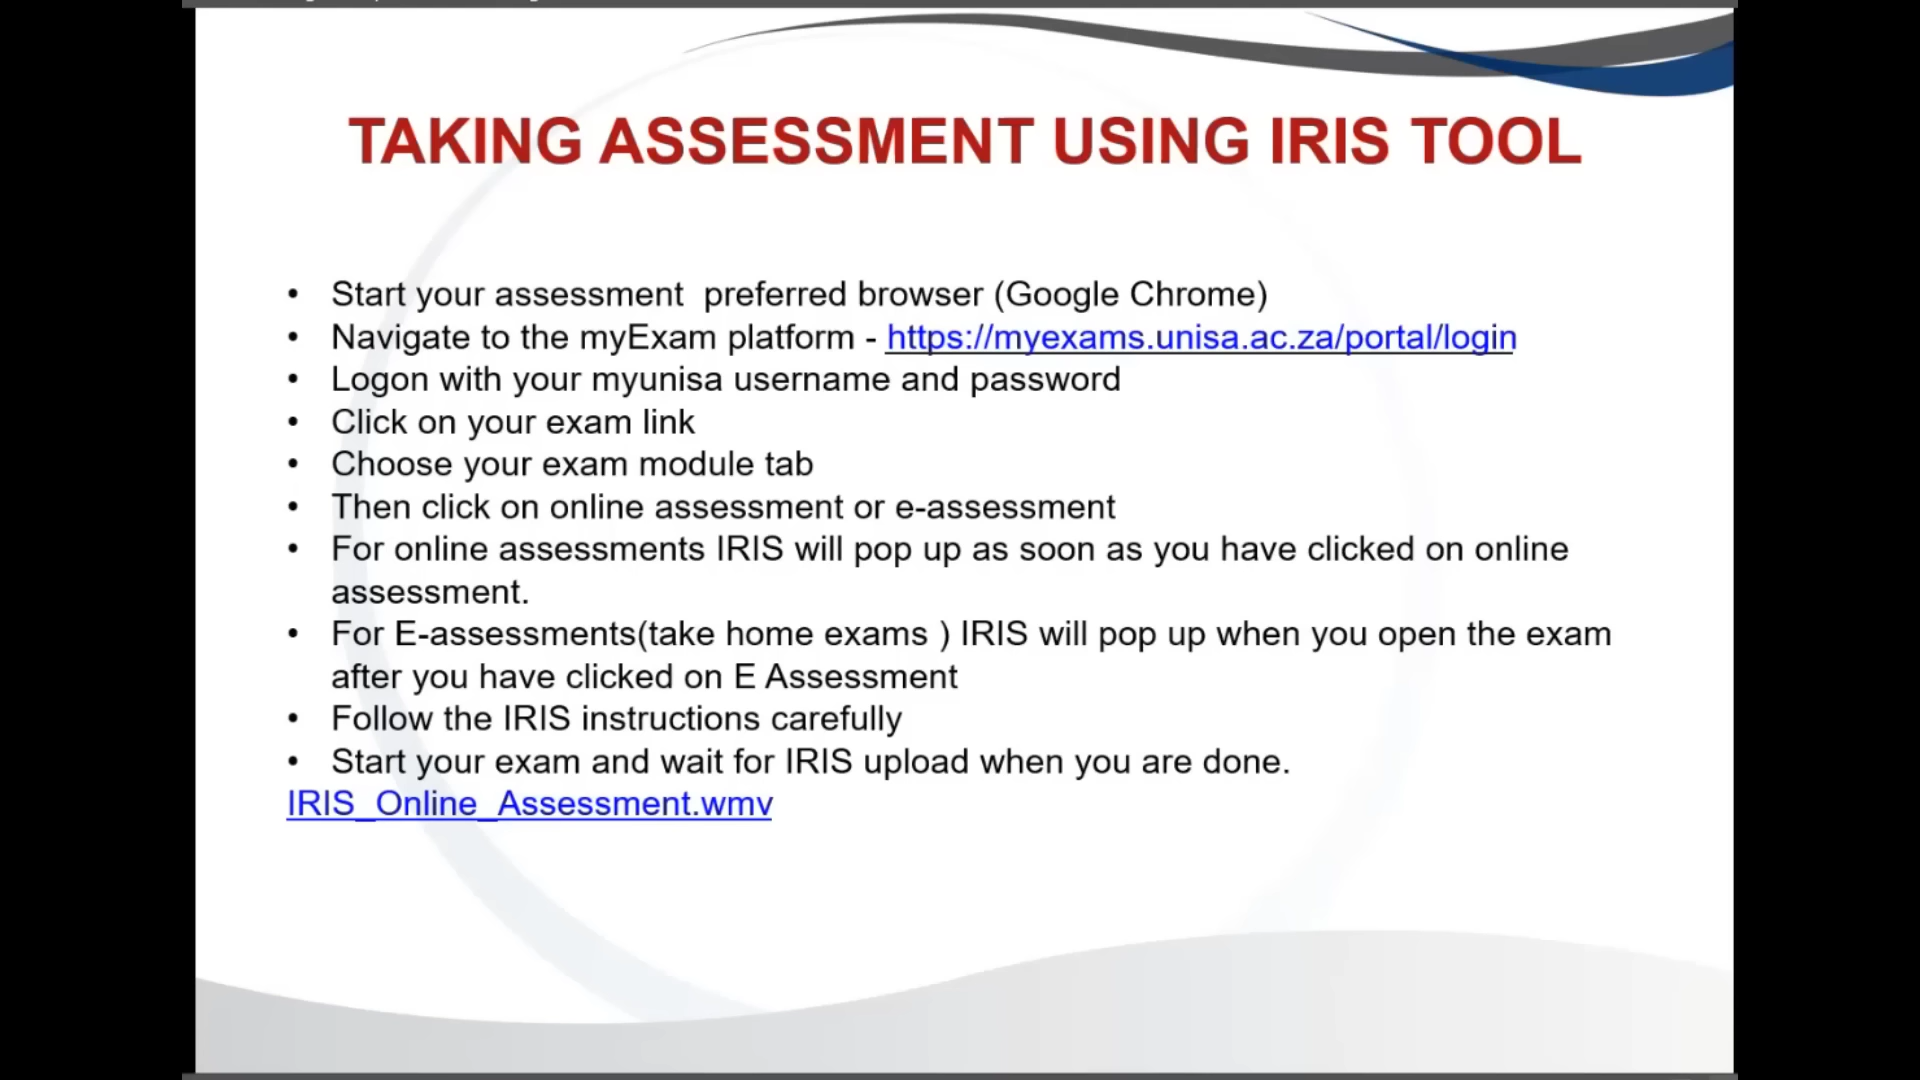 TAKING ASSESSMENT USING IRIS TOOL
• Start your assessment  preferred browser (Google Chrome)
• Navigate to the myExam platform - https://myexams.unisa.ac.za/portal/login
• Logon with your myunisa username and password
• Click on your exam link
• Choose your exam module tab
• Then click on online assessment or e-assessment
• For online assessments IRIS will pop up as soon as you have clicked on online
assessment.
• For E-assessments(take home exams ) IRIS will pop up when you open the exam
after you have clicked on E Assessment
• Follow the IRIS instructions carefully
• Start your exam and wait for IRIS upload when you are done.
IRIS_Online_Assessment.wmv